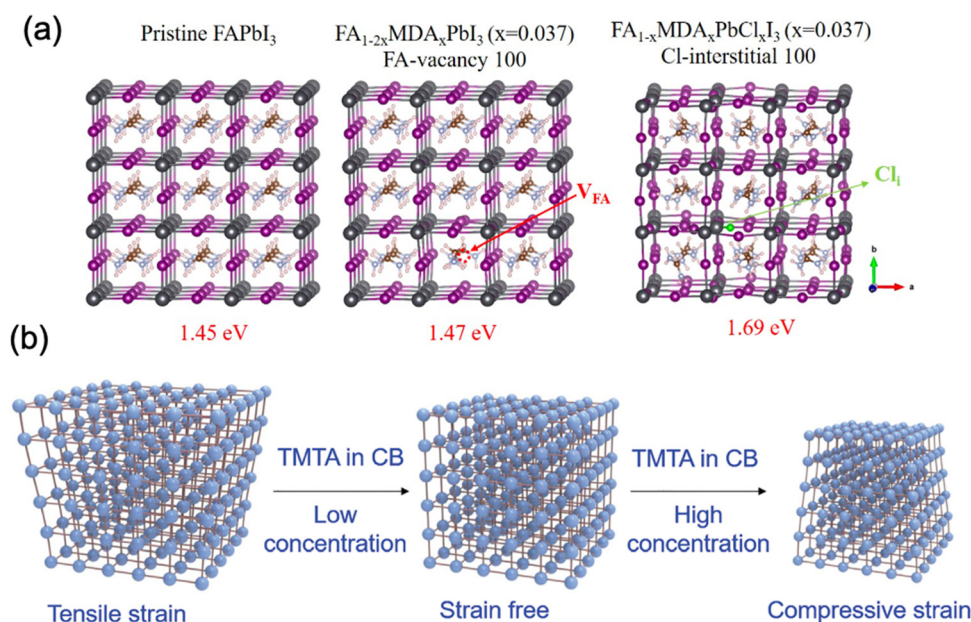 (a)
Pristine FAPbI₃
FA₁₋₂ₓMDAₓPbI₃ (x=0.037)
FA-vacancy 100
FA₁₋ₓMDAₓPbClₓI₃ (x=0.037)
Cl-interstitial 100
V_FA
Clᵢ
b
a
1.45 eV
1.47 eV
1.69 eV
(b)
TMTA in CB
Low
concentration
TMTA in CB
High
concentration
Tensile strain
Strain free
Compressive strain